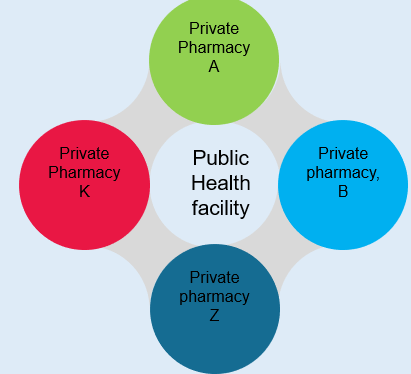 Private
Pharmacy
A
Private
Pharmacy
K
Public
Health
facility
Private
pharmacy,
B
Private
pharmacy
Z